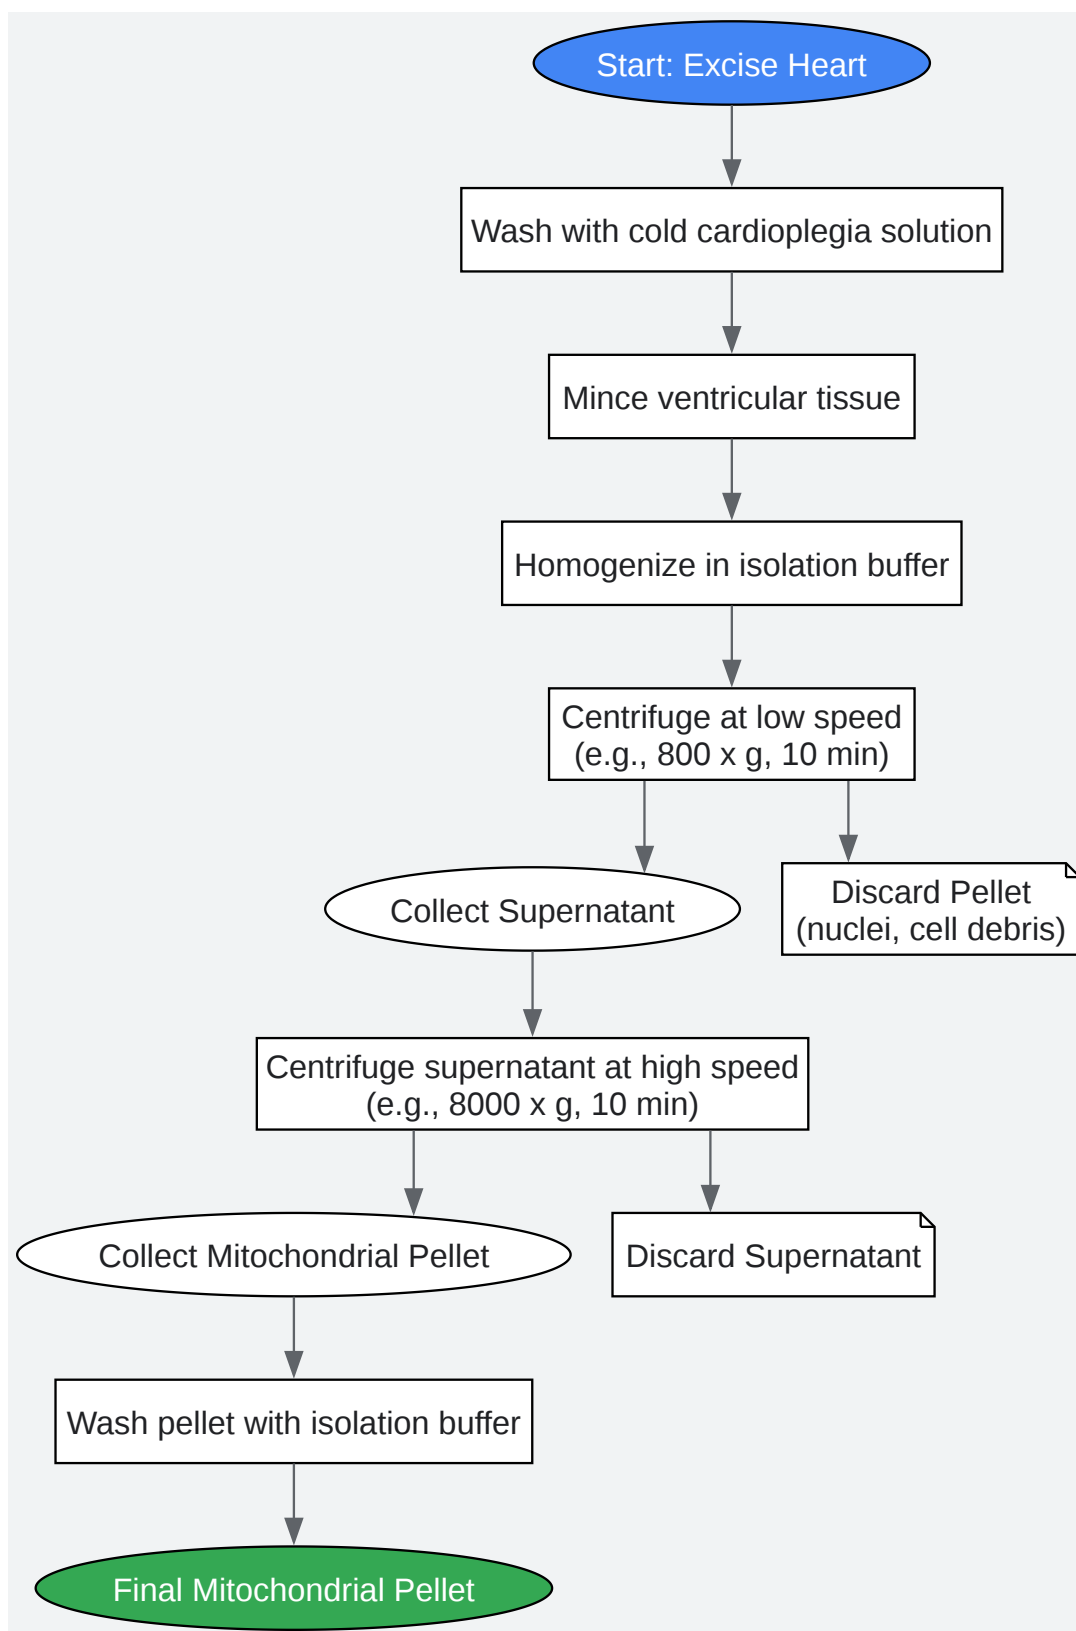 Start: Excise Heart
Wash with cold cardioplegia solution
Mince ventricular tissue
Homogenize in isolation buffer
Centrifuge at low speed
(e.g., 800 x g, 10 min)
Collect Supernatant
Discard Pellet
(nuclei, cell debris)
Centrifuge supernatant at high speed
(e.g., 8000 x g, 10 min)
Collect Mitochondrial Pellet
Discard Supernatant
Wash pellet with isolation buffer
Final Mitochondrial Pellet